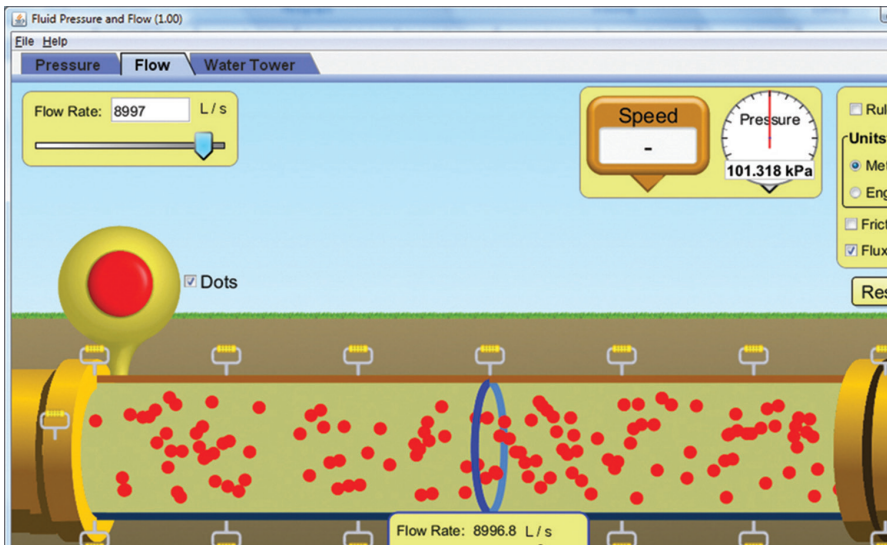 Fluid Pressure and Flow (1.00)
File Help
Pressure Flow Water Tower
Flow Rate: 8997 L / s
Speed
-
Pressure
101.318 kPa
Units
Dots
Flow Rate: 8996.8 L / s